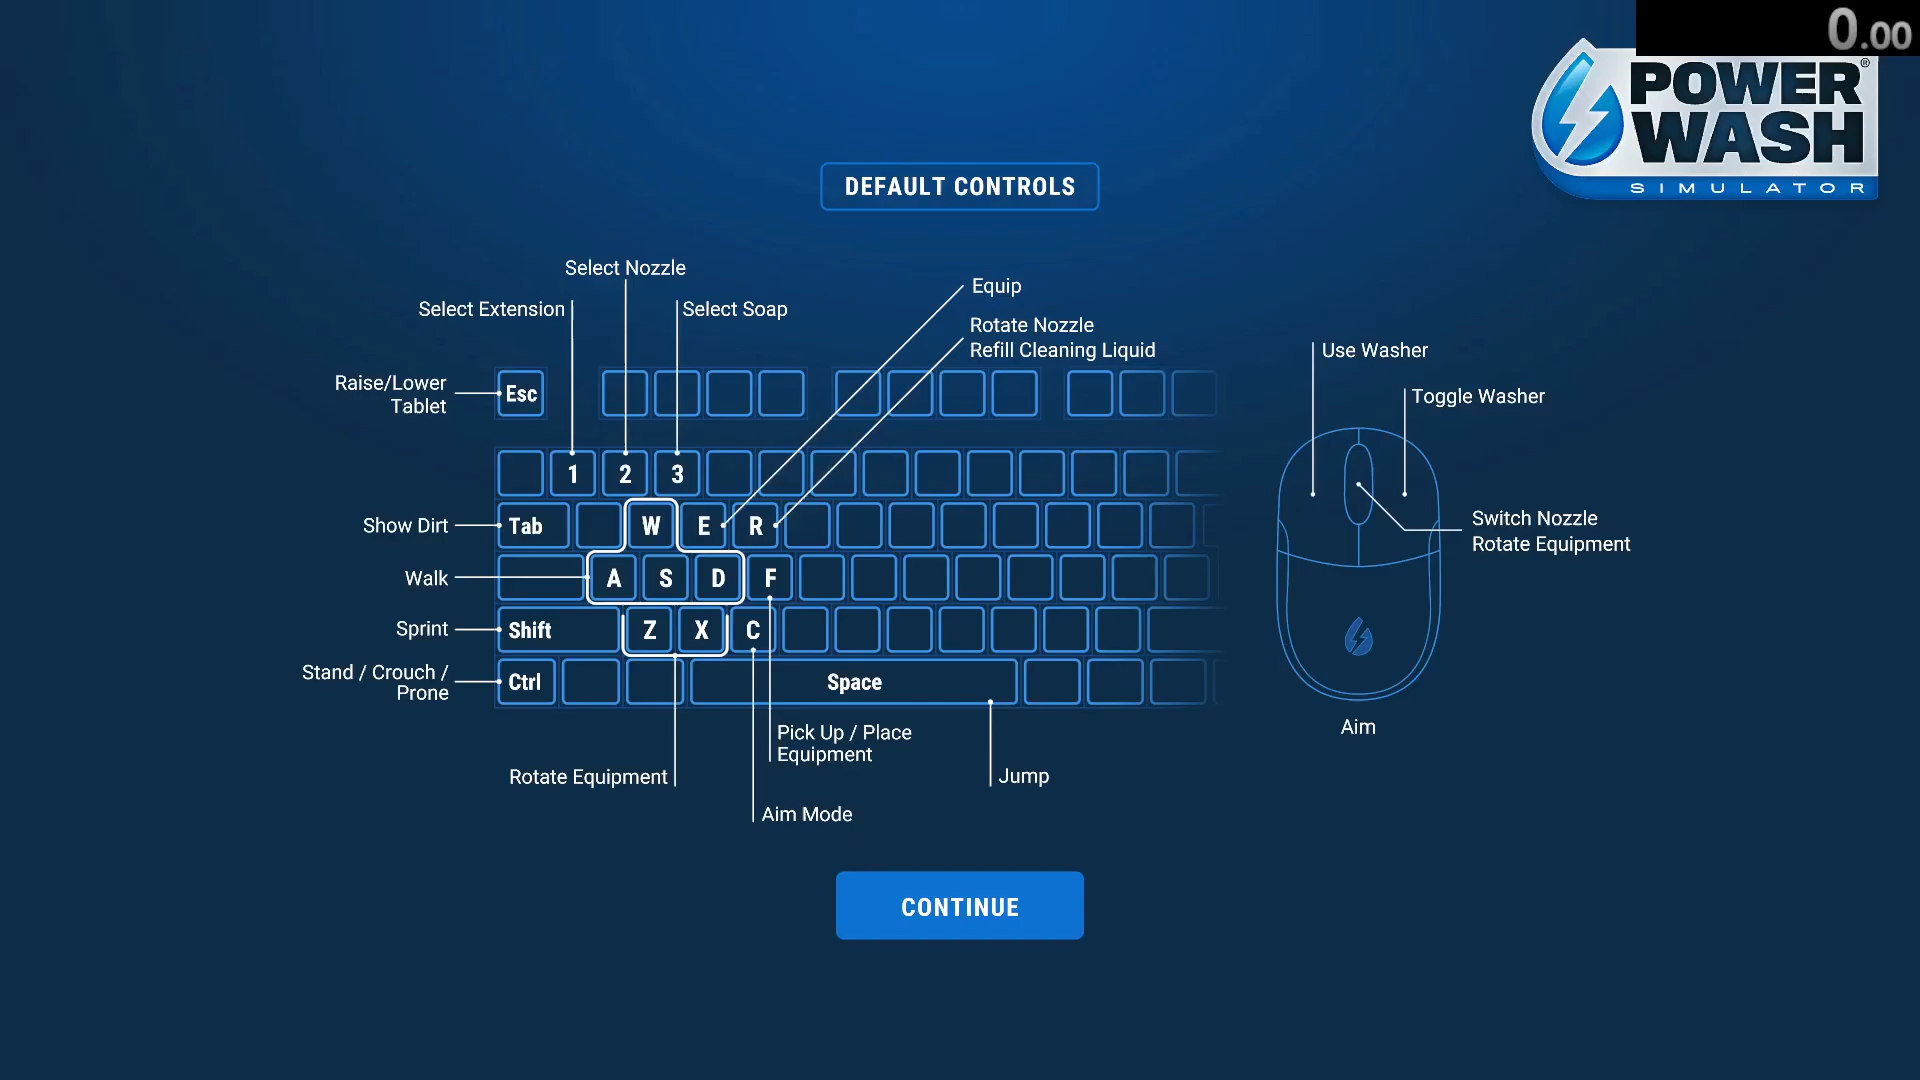 0.00
POWER®
WASH
SIMULATOR
DEFAULT CONTROLS
Select Nozzle
Select Extension
Select Soap
Equip
Rotate Nozzle
Refill Cleaning Liquid
Use Washer
Toggle Washer
Raise/Lower
Tablet
Esc
1 2 3
Show Dirt
Tab W E R
Switch Nozzle
Rotate Equipment
Walk
A S D F
Sprint
Shift Z X C
Stand / Crouch /
Prone
Ctrl Space
Aim
Pick Up / Place
Equipment
Rotate Equipment
Jump
Aim Mode
CONTINUE